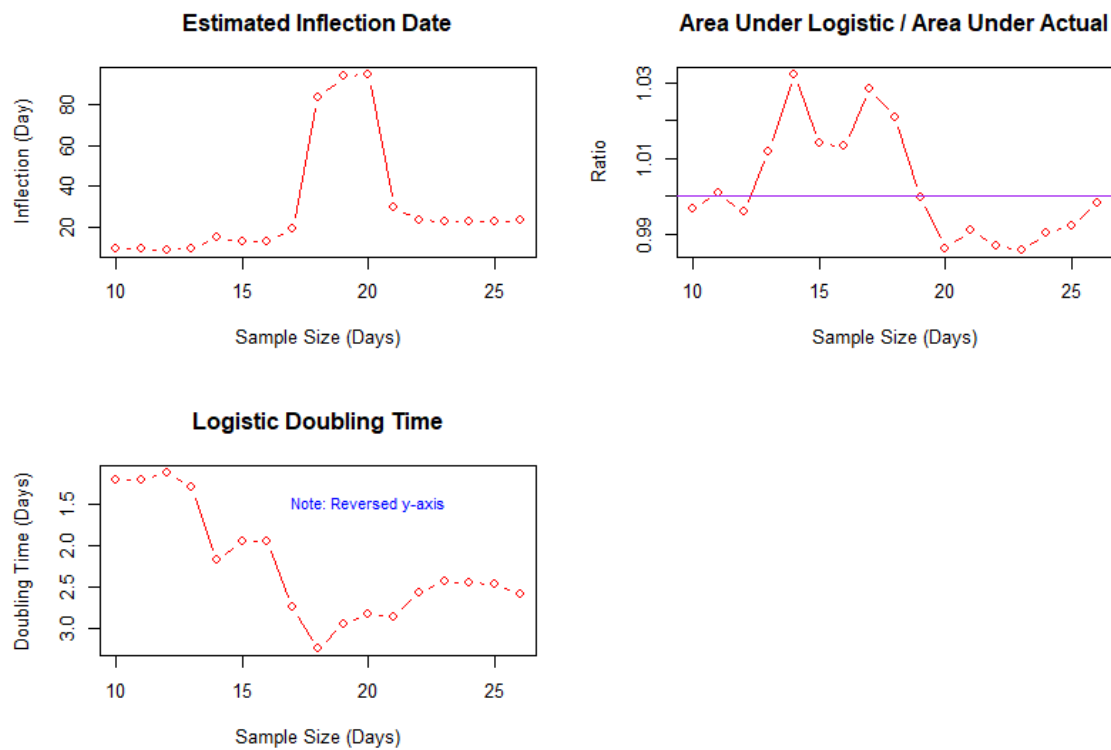 Estimated Inflection Date
Inflection (Day)
80
60
40
20
10 15 20 25
Sample Size (Days)
Area Under Logistic / Area Under Actual
Ratio
1.03
1.01
0.99
10 15 20 25
Sample Size (Days)
Logistic Doubling Time
Doubling Time (Days)
1.5
2.0
2.5
3.0
Note: Reversed y-axis
10 15 20 25
Sample Size (Days)